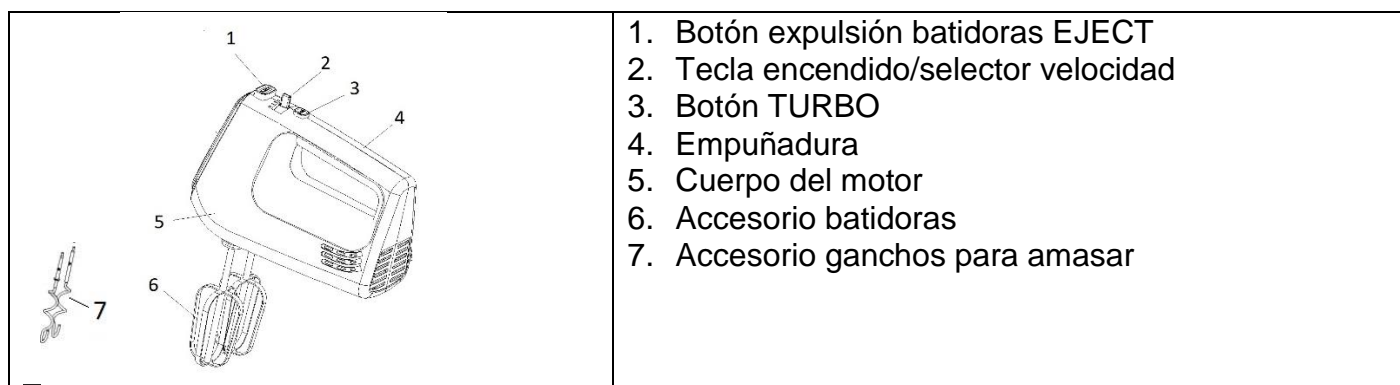 1
2
3
4
5
6
7
1. Botón expulsión batidoras EJECT
2. Tecla encendido/selector velocidad
3. Botón TURBO
4. Empuñadura
5. Cuerpo del motor
6. Accesorio batidoras
7. Accesorio ganchos para amasar